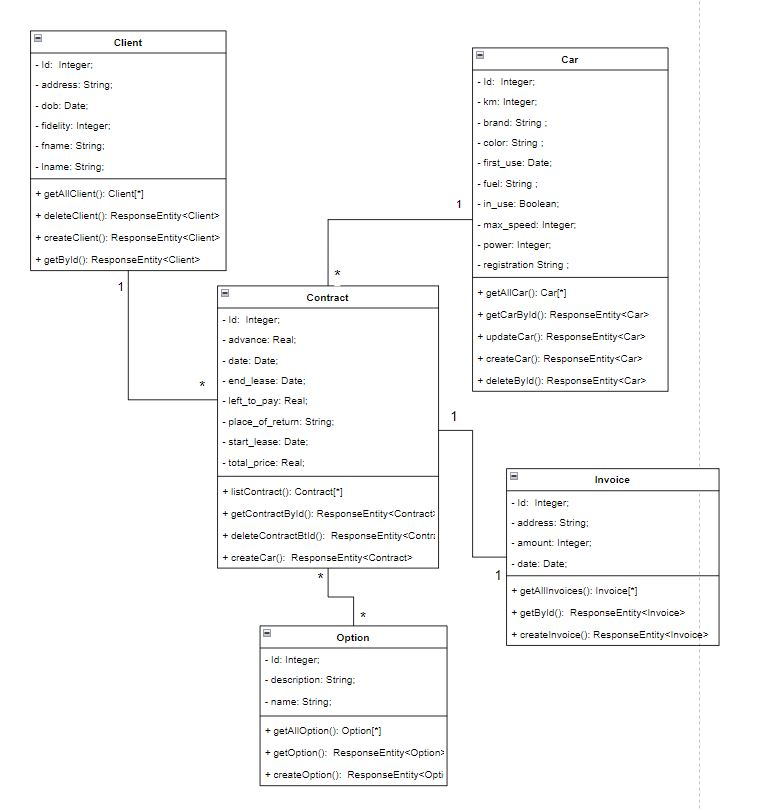 Client
- Id: Integer;
- address: String;
- dob: Date;
- fidelity: Integer;
- fname: String;
- lname: String;
+ getAllClient(): Client[*]
+ deleteClient(): ResponseEntity<Client>
+ createClient(): ResponseEntity<Client>
+ getById(): ResponseEntity<Client>
1
*
Car
- Id: Integer;
- km: Integer;
- brand: String ;
- color: String ;
- first_use: Date;
- fuel: String ;
- in_use: Boolean;
- max_speed: Integer;
- power: Integer;
- registration String ;
+ getAllCar(): Car[*]
+ getCarById(): ResponseEntity<Car>
+ updateCar(): ResponseEntity<Car>
+ createCar(): ResponseEntity<Car>
+ deleteById(): ResponseEntity<Car>
1
*
Contract
- Id: Integer;
- advance: Real;
- date: Date;
- end_lease: Date;
- left_to_pay: Real;
- place_of_return: String;
- start_lease: Date;
- total_price: Real;
+ listContract(): Contract[*]
+ getContractById(): ResponseEntity<Contract>
+ deleteContractBtId(): ResponseEntity<Contra
+ createCar(): ResponseEntity<Contract>
1
1
Invoice
- Id: Integer;
- address: String;
- amount: Integer;
- date: Date;
+ getAllInvoices(): Invoice[*]
+ getById(): ResponseEntity<Invoice>
+ createInvoice(): ResponseEntity<Invoice>
*
*
Option
- Id: Integer;
- description: String;
- name: String;
+ getAllOption(): Option[*]
+ getOption(): ResponseEntity<Option>
+ createOption(): ResponseEntity<Opti